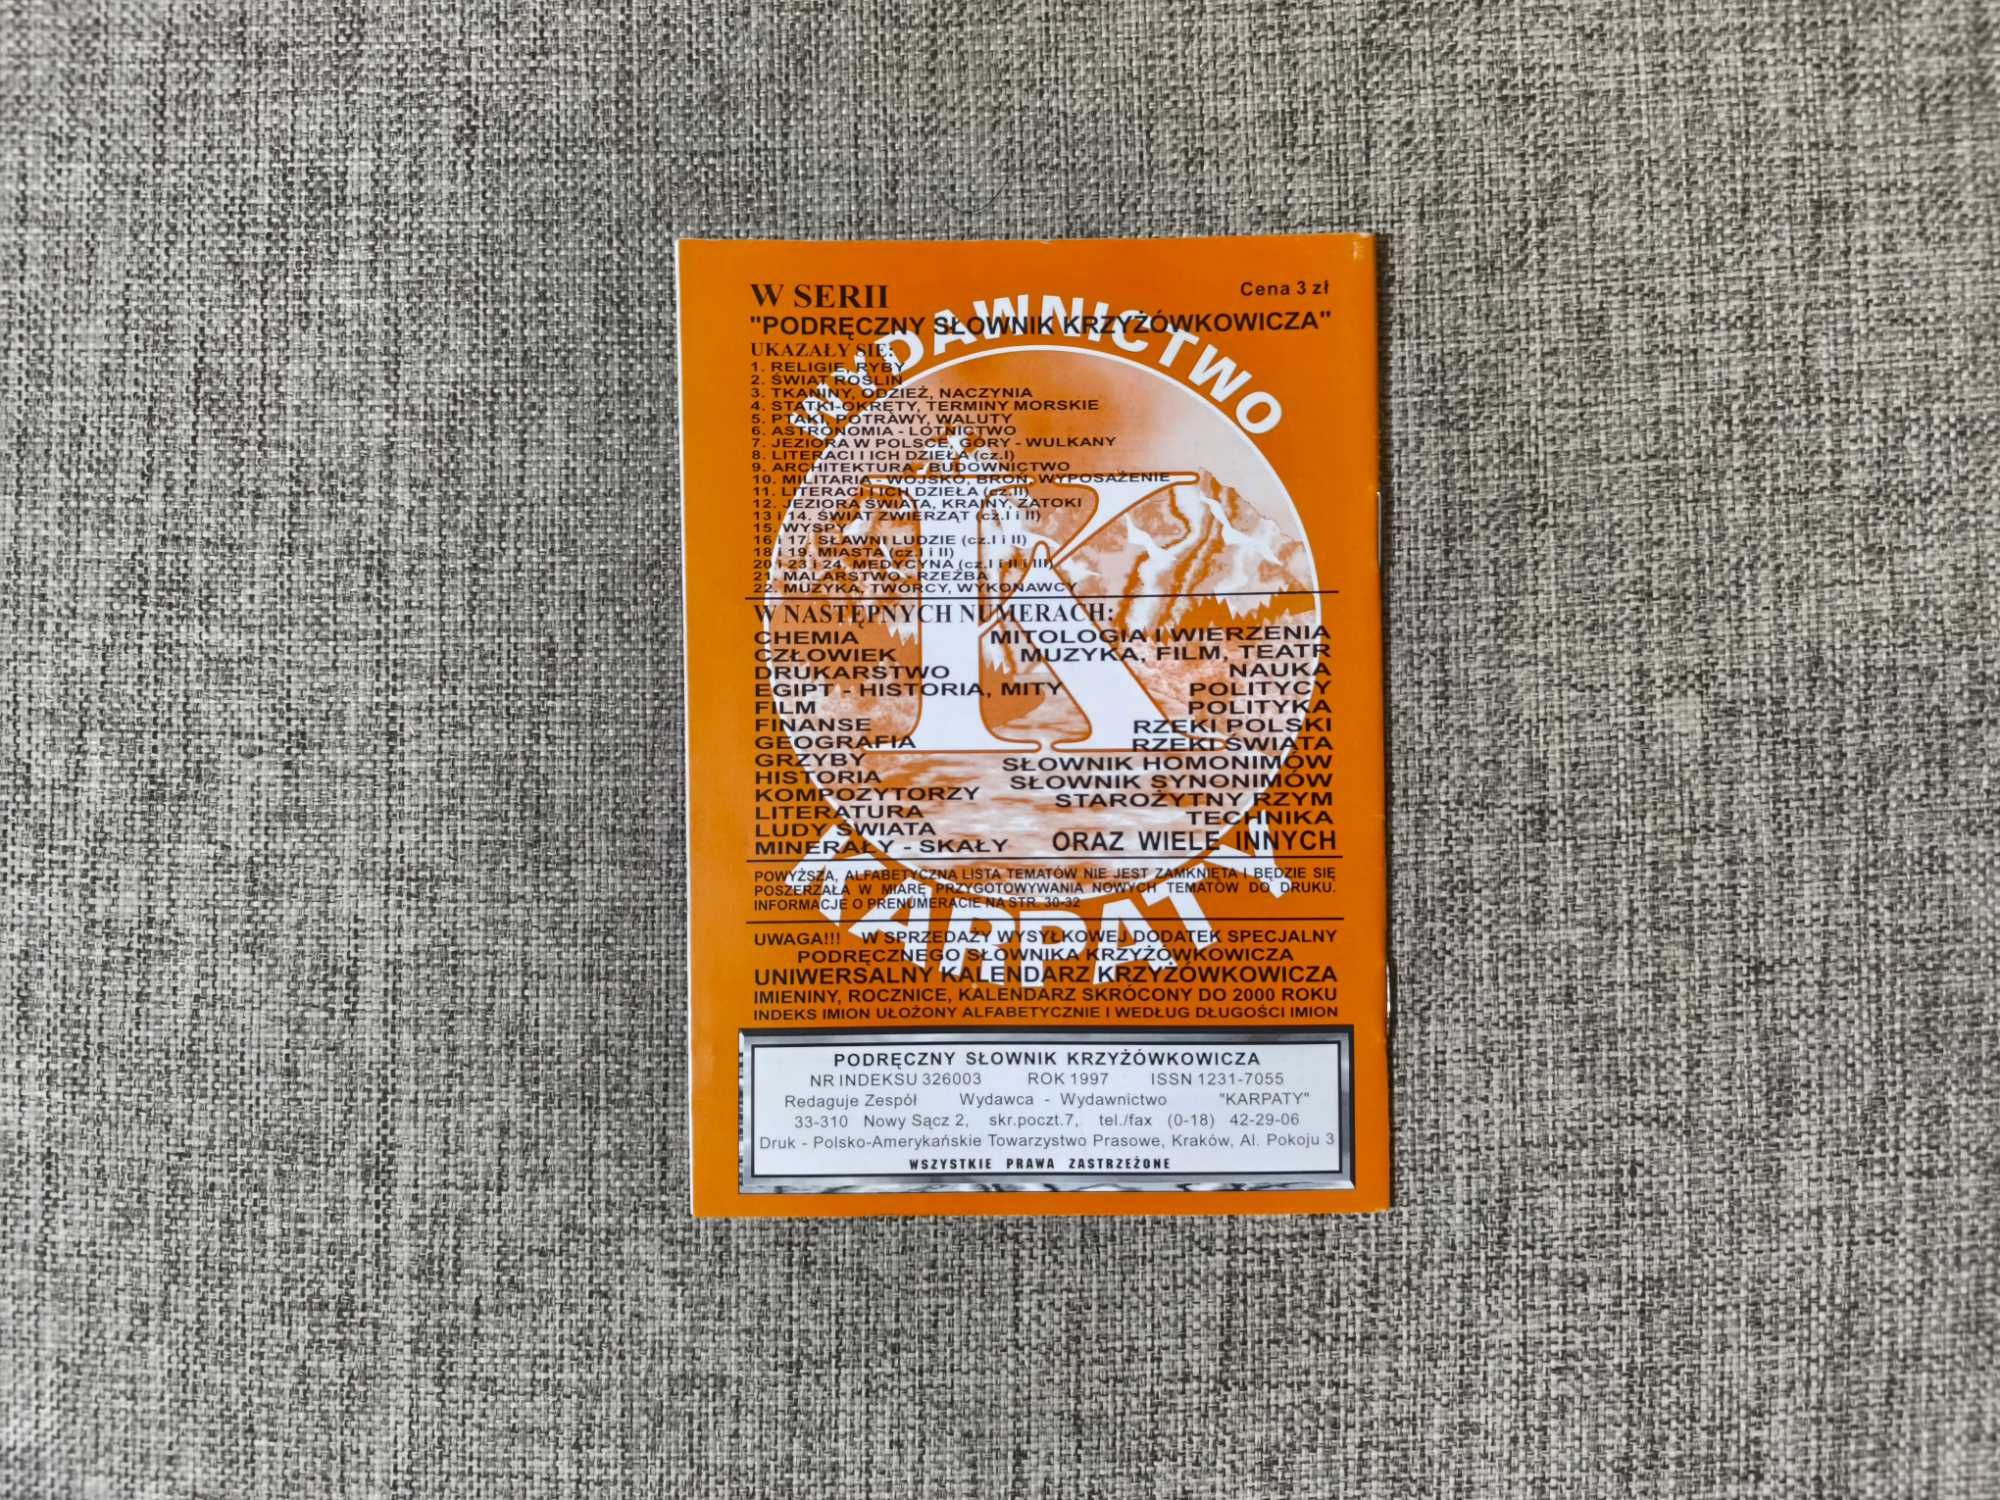 W SERII
Cena 3 zł
"PODRĘCZNY SŁOWNIK KRZYŻÓWKOWICZA"
UKAZAŁY SIĘ:
1. RELIGIE, RYBY
2. ŚWIAT ROŚLIN
3. TKANINY, ODZIEŻ, NACZYNIA
4. STATKI-OKRĘTY, TERMINY MORSKIE
5. PTAKI, POTRAWY, WALUTY
6. ASTRONOMIA - LOTNICTWO
7. JEZIORA W POLSCE, GÓRY - WULKANY
8. LITERACI I ICH DZIEŁA (cz.I)
9. ARCHITEKTURA - BUDOWNICTWO
10. MILITARIA - WOJSKO, BROŃ, WYPOSAŻENIE
11. LITERACI I ICH DZIEŁA (cz.II)
12. JEZIORA ŚWIATA, KRAINY, ZATOKI
13 i 14. ŚWIAT ZWIERZĄT (cz.I i II)
15. WYSPY
16 i 17. SŁAWNI LUDZIE (cz.I i II)
18 i 19. MIASTA (cz.I i II)
20 i 23 i 24. MEDYCYNA (cz.I i II i III)
21. MALARSTWO - RZEŹBA
22. MUZYKA, TWÓRCY, WYKONAWCY
WYDAWNICTWO
K
KARPATY
W NASTĘPNYCH NUMERACH:
CHEMIA
CZŁOWIEK
DRUKARSTWO
EGIPT - HISTORIA, MITY
FILM
FINANSE
GEOGRAFIA
GRZYBY
HISTORIA
KOMPOZYTORZY
LITERATURA
LUDY ŚWIATA
MINERAŁY - SKAŁY
MITOLOGIA I WIERZENIA
MUZYKA, FILM, TEATR
NAUKA
POLITYCY
POLITYKA
RZEKI POLSKI
RZEKI ŚWIATA
SŁOWNIK HOMONIMÓW
SŁOWNIK SYNONIMÓW
STAROŻYTNY RZYM
TECHNIKA
ORAZ WIELE INNYCH
POWYŻSZA, ALFABETYCZNA LISTA TEMATÓW NIE JEST ZAMKNIĘTA I BĘDZIE SIĘ
POSZERZAŁA W MIARĘ PRZYGOTOWYWANIA NOWYCH TEMATÓW DO DRUKU.
INFORMACJE O PRENUMERACIE NA STR. 30-32
UWAGA!!! W SPRZEDAŻY WYSYŁKOWEJ DODATEK SPECJALNY
PODRĘCZNEGO SŁOWNIKA KRZYŻÓWKOWICZA
UNIWERSALNY KALENDARZ KRZYŻÓWKOWICZA
IMIENINY, ROCZNICE, KALENDARZ SKRÓCONY DO 2000 ROKU
INDEKS IMION UŁOŻONY ALFABETYCZNIE I WEDŁUG DŁUGOŚCI IMION
PODRĘCZNY SŁOWNIK KRZYŻÓWKOWICZA
NR INDEKSU 326003 ROK 1997 ISSN 1231-7055
Redaguje Zespół Wydawca - Wydawnictwo "KARPATY"
33-310 Nowy Sącz 2, skr.poczt.7, tel./fax (0-18) 42-29-06
Druk - Polsko-Amerykańskie Towarzystwo Prasowe, Kraków, Al. Pokoju 3
WSZYSTKIE PRAWA ZASTRZEŻONE